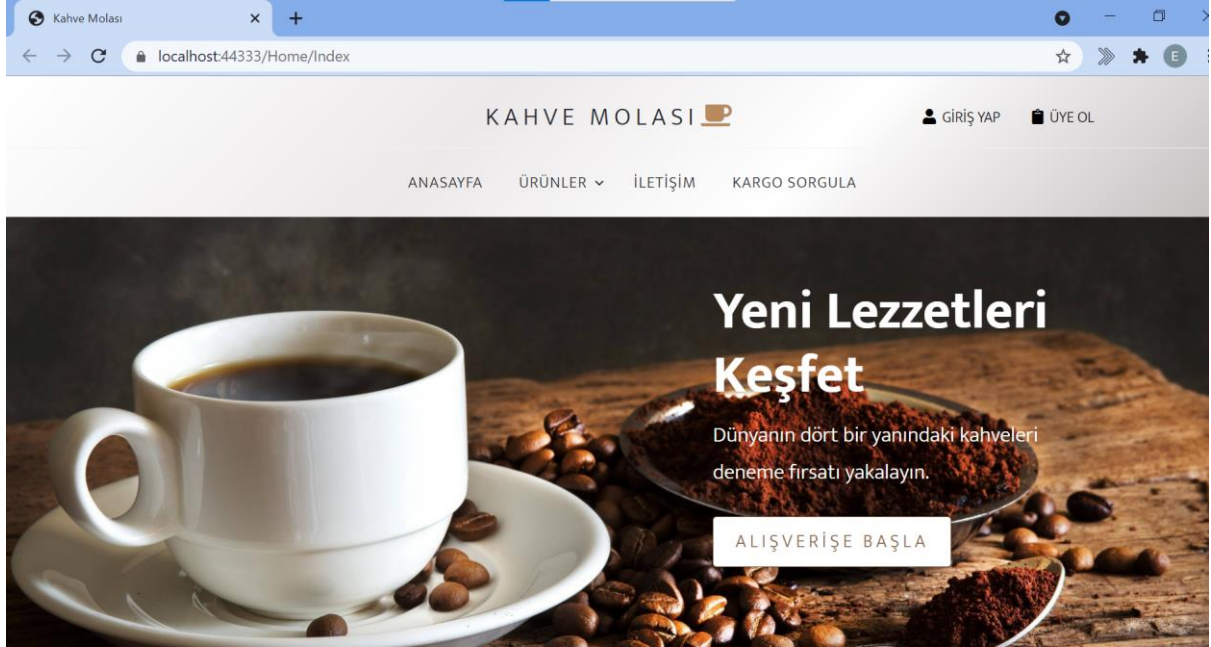 Kahve Molası
localhost:44333/Home/Index
E
KAHVE MOLASI
GİRİŞ YAP
ÜYE OL
ANASAYFA ÜRÜNLER İLETİŞİM KARGO SORGULA
Yeni Lezzetleri
Keşfet
Dünyanın dört bir yanındaki kahveleri
deneme fırsatı yakalayın.
ALIŞVERİŞE BAŞLA